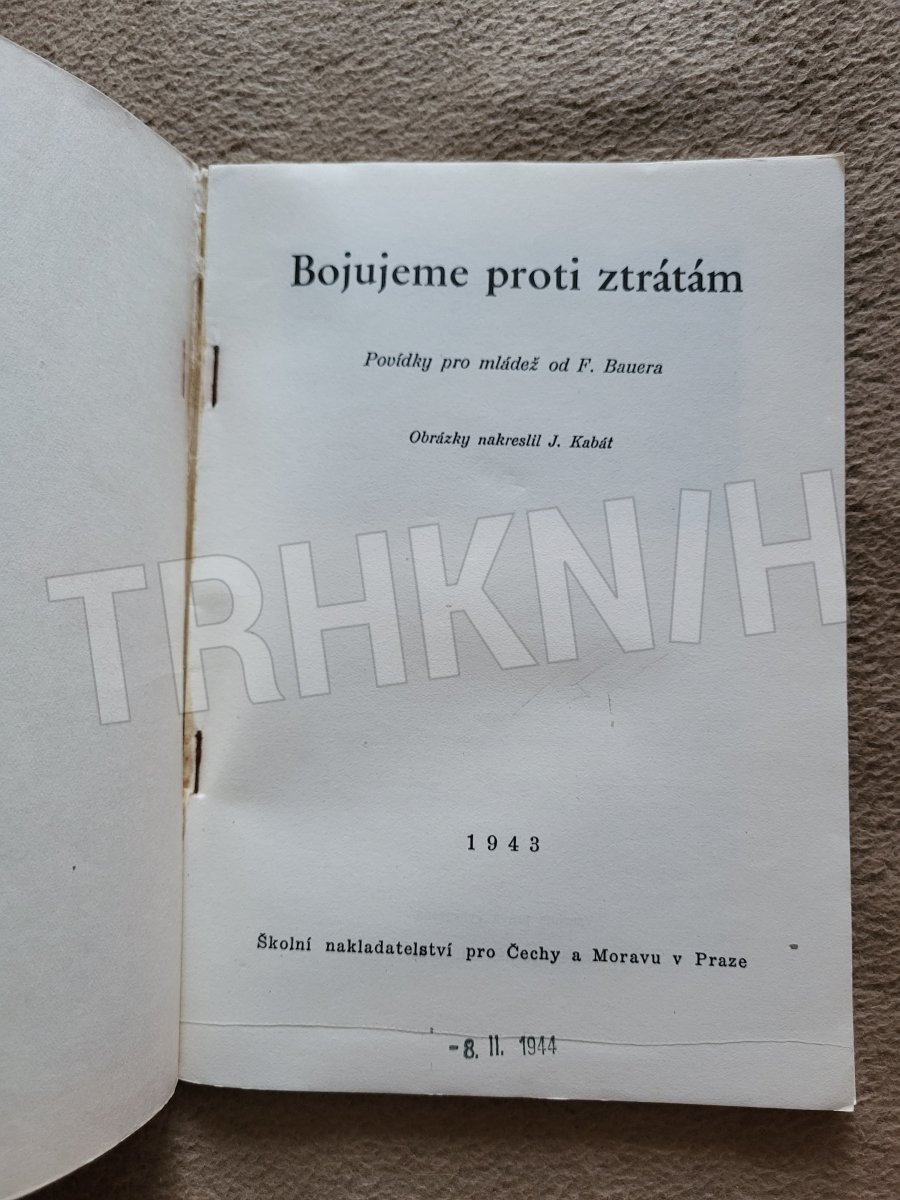 Bojujeme proti ztrátám
Povídky pro mládež od F. Bauera
Obrázky nakreslil J. Kabát
TRHKNIH
1943
Školní nakladatelství pro Čechy a Moravu v Praze
-8. II. 1944